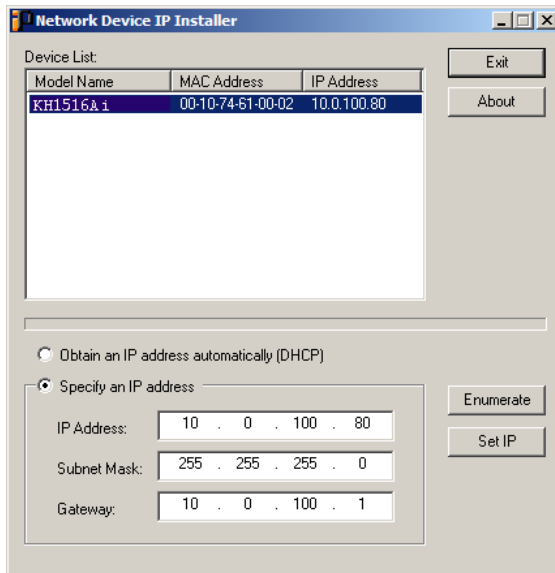 Network Device IP Installer
Device List:
Model Name MAC Address IP Address
KH1516Ai 00-10-74-61-00-02 10.0.100.80
Exit
About
Obtain an IP address automatically (DHCP)
Specify an IP address
IP Address: 10 . 0 . 100 . 80
Subnet Mask: 255 . 255 . 255 . 0
Gateway: 10 . 0 . 100 . 1
Enumerate
Set IP